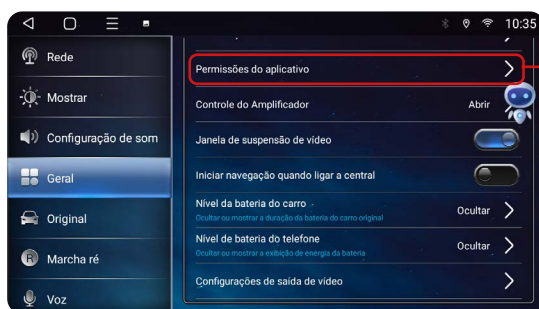 10:35
Rede
Mostrar
Configuração de som
Geral
Original
R Marcha ré
Voz
Permissões do aplicativo
Controle do Amplificador Abrir
Janela de suspensão de vídeo
Iniciar navegação quando ligar a central
Nível da bateria do carro Ocultar
Ocultar ou mostrar a duração da bateria do carro original
Nível de bateria do telefone Ocultar
Ocultar ou mostrar a exibição de energia da bateria
Configurações de saída de vídeo